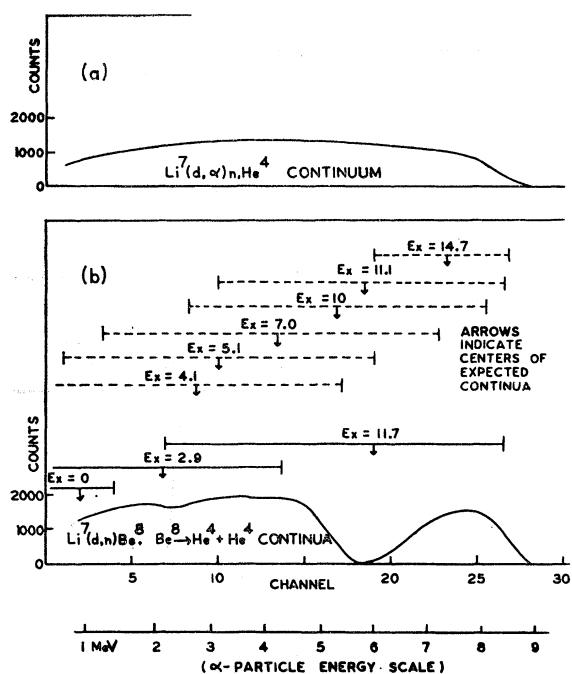 COUNTS
(a)
2000
1000
0
Li⁷(d,α)n,He⁴ CONTINUUM
(b)
Ex = 14.7
Ex = 11.1
Ex = 10
Ex = 7.0
Ex = 5.1
Ex = 4.1
ARROWS
INDICATE
CENTERS OF
EXPECTED
CONTINUA
Ex = 11.7
Ex = 2.9
Ex = 0
COUNTS
2000
1000
0
Li⁷(d,n)Be⁸, Be⁸→He⁴+He⁴ CONTINUA
5 10 20 25 30
CHANNEL
1 MeV 2 3 4 5 6 7 8 9
(α-PARTICLE ENERGY SCALE)